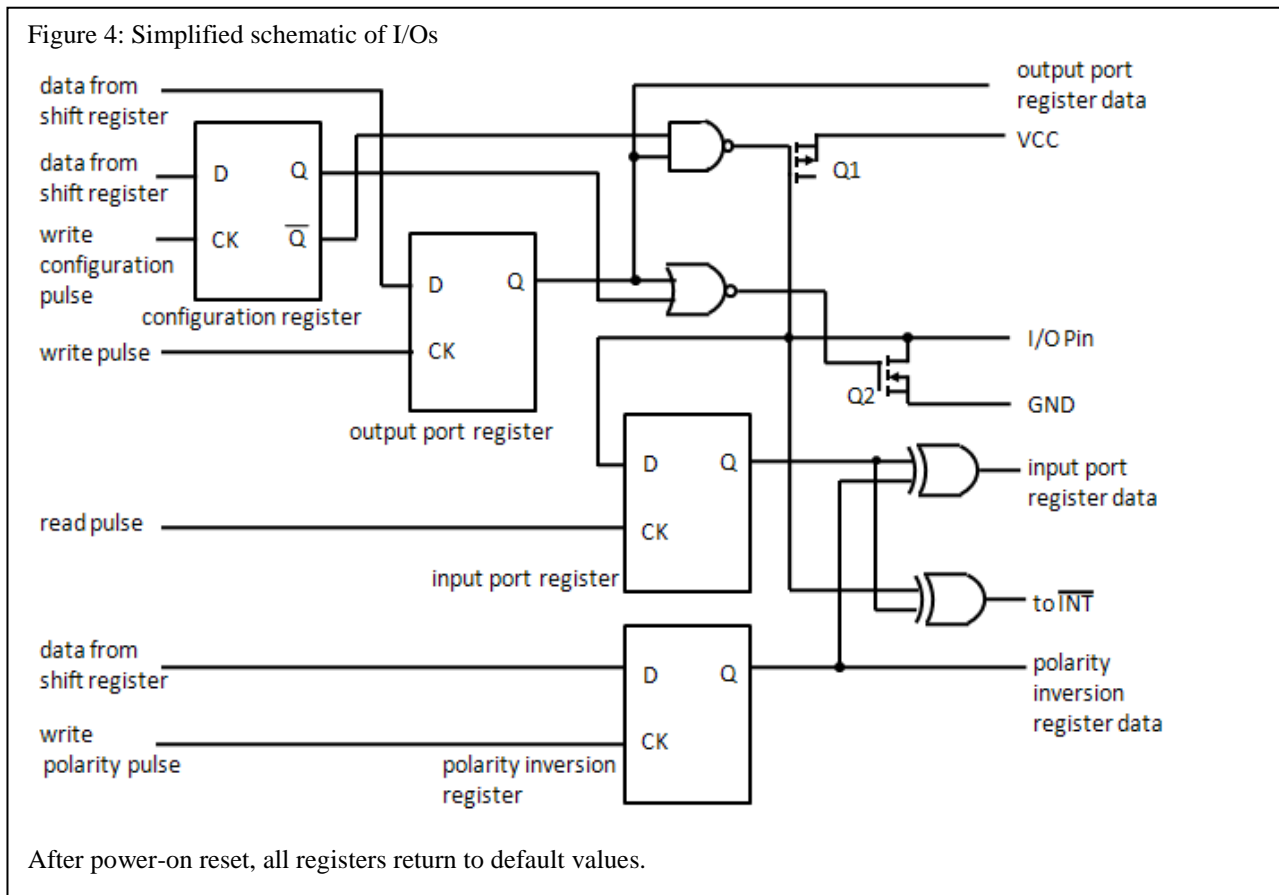 Figure 4: Simplified schematic of I/Os
data from
shift register
data from
shift register
write
configuration
pulse
D
Q
CK
Q
configuration register
write pulse
D
Q
CK
output port register
output port
register data
VCC
Q1
I/O Pin
Q2
GND
D
Q
CK
input port register
read pulse
input port
register data
to INT
data from
shift register
write
polarity pulse
D
Q
CK
polarity inversion
register
polarity
inversion
register data
After power-on reset, all registers return to default values.